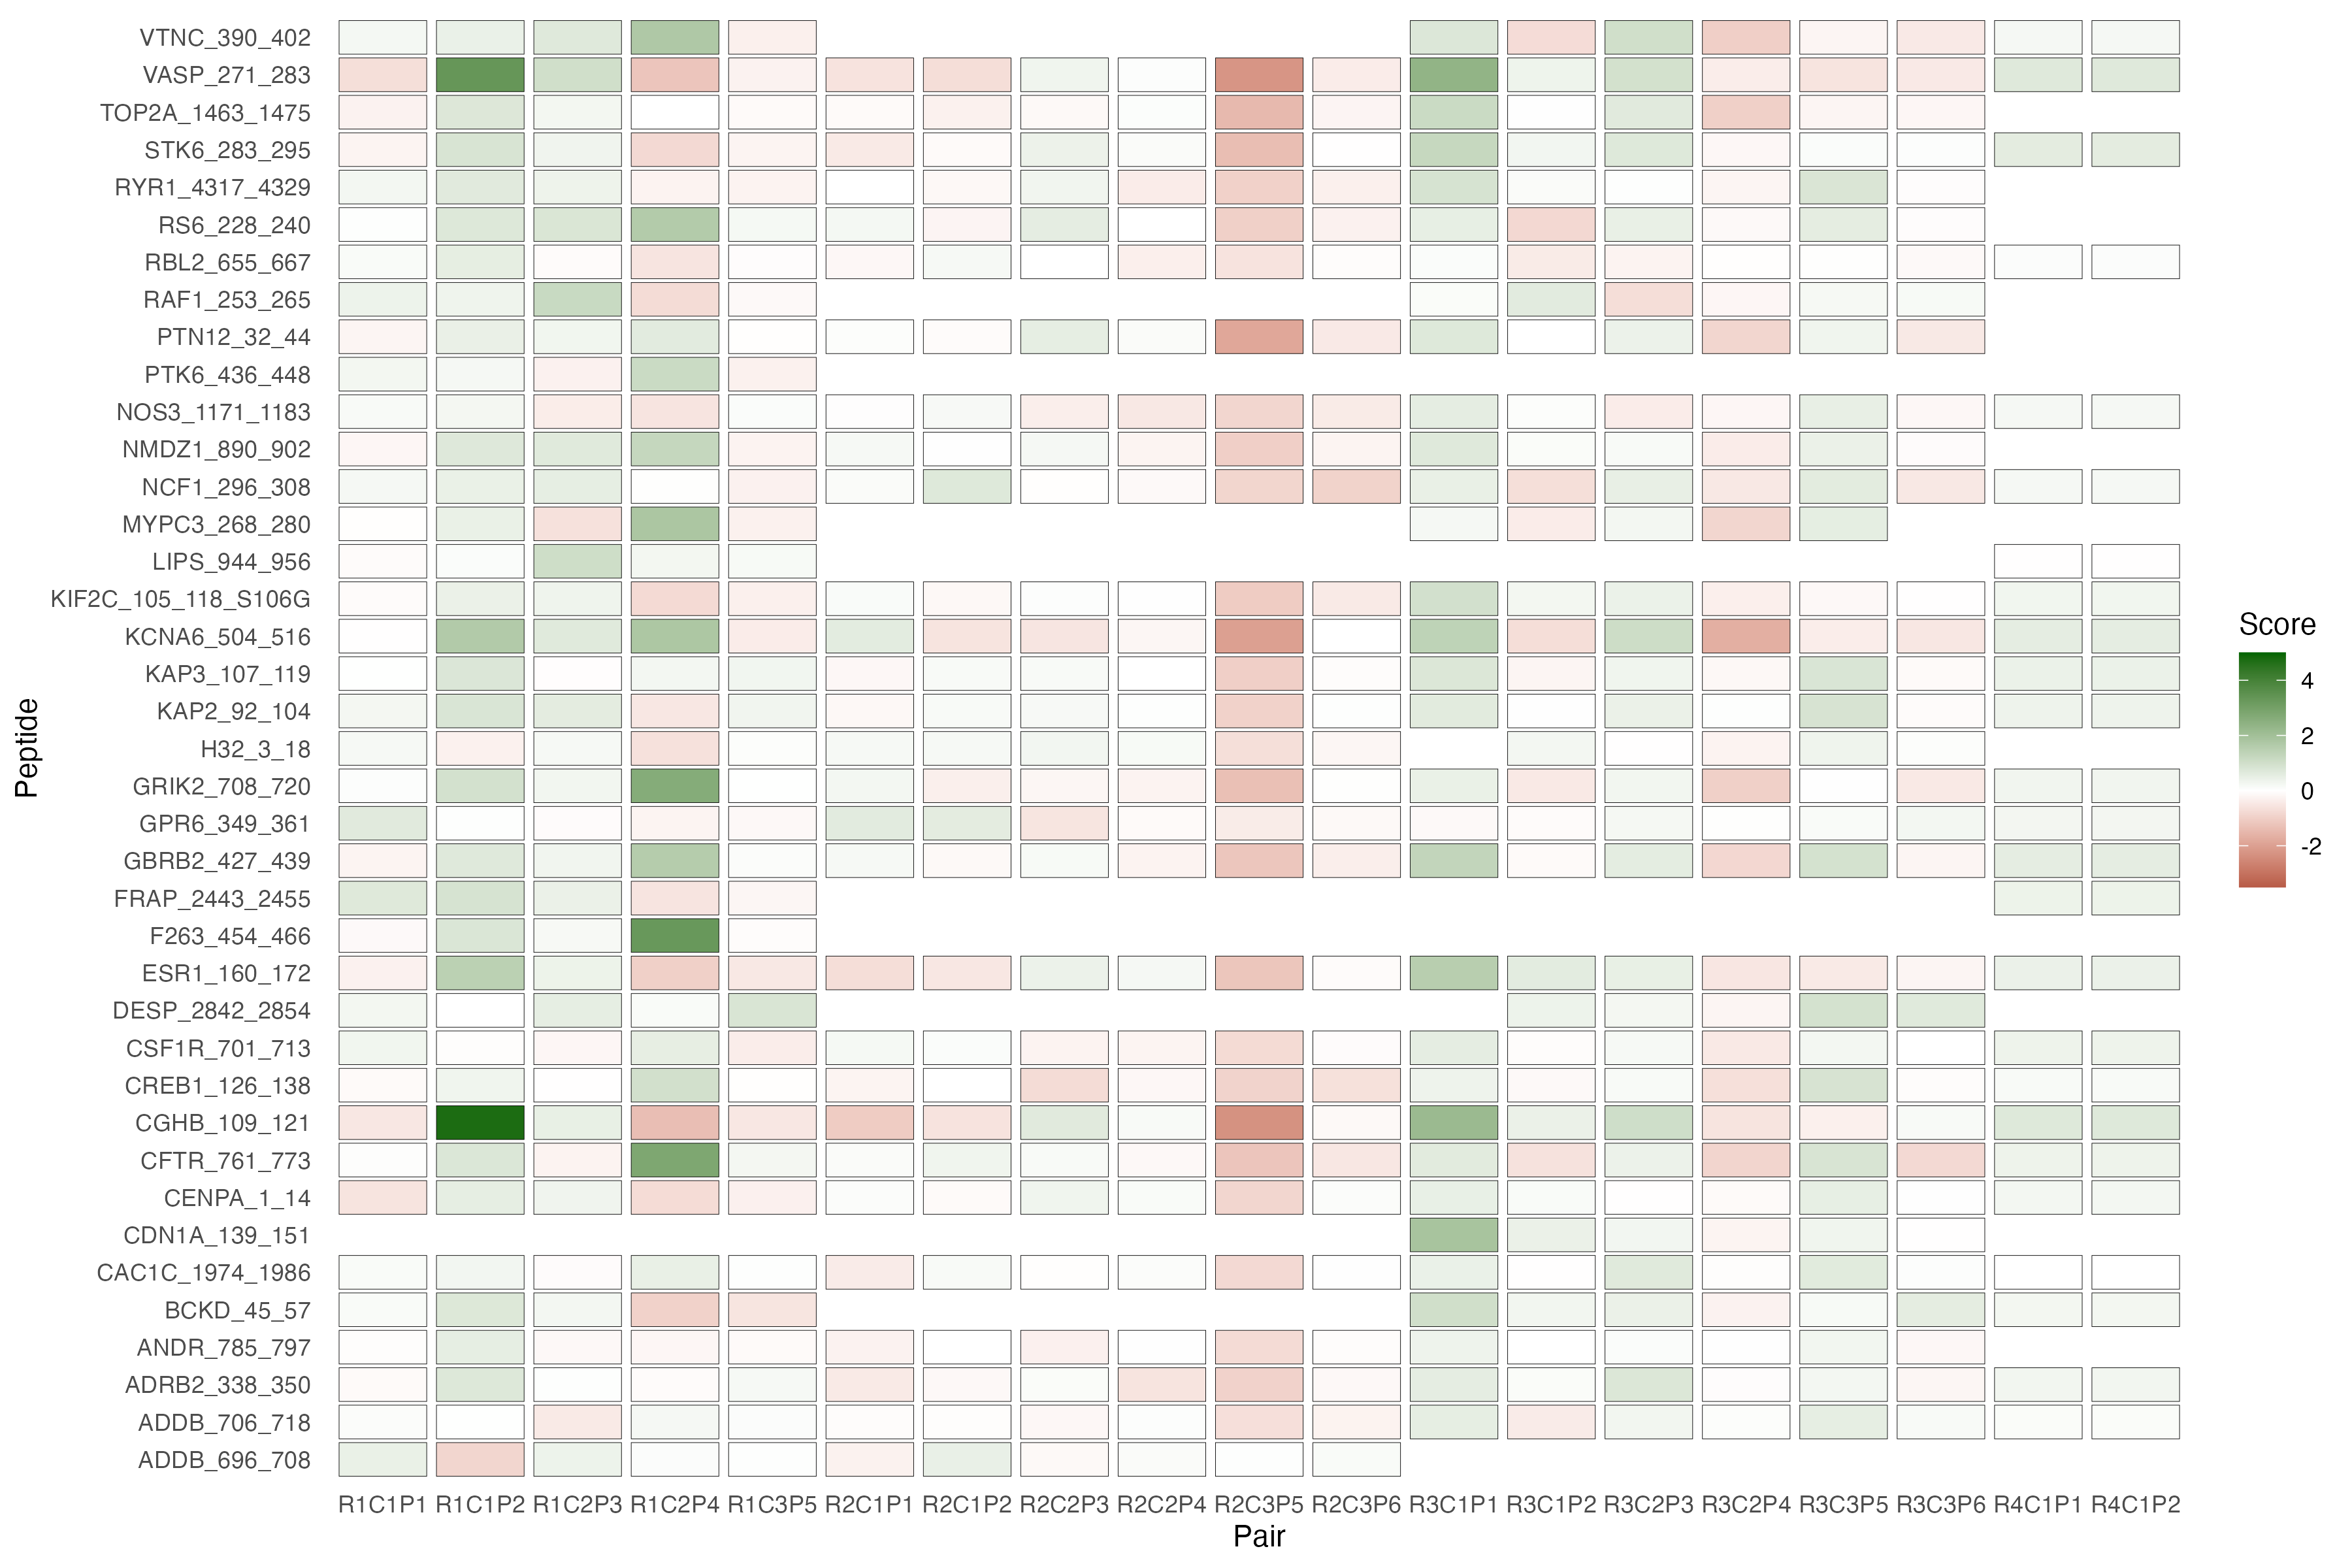 VTNC_390_402
VASP_271_283
TOP2A_1463_1475
STK6_283_295
RYR1_4317_4329
RS6_228_240
RBL2_655_667
RAF1_253_265
PTN12_32_44
PTK6_436_448
NOS3_1171_1183
NMDZ1_890_902
NCF1_296_308
MYPC3_268_280
LIPS_944_956
KIF2C_105_118_S106G
KCNA6_504_516
KAP3_107_119
KAP2_92_104
H32_3_18
GRIK2_708_720
GPR6_349_361
GBRB2_427_439
FRAP_2443_2455
F263_454_466
ESR1_160_172
DESP_2842_2854
CSF1R_701_713
CREB1_126_138
CGHB_109_121
CFTR_761_773
CENPA_1_14
CDN1A_139_151
CAC1C_1974_1986
BCKD_45_57
ANDR_785_797
ADRB2_338_350
ADDB_706_718
ADDB_696_708
Peptide
R1C1P1 R1C1P2 R1C2P3 R1C2P4 R1C3P5 R2C1P1 R2C1P2 R2C2P3 R2C2P4 R2C3P5 R2C3P6 R3C1P1 R3C1P2 R3C2P3 R3C2P4 R3C3P5 R3C3P6 R4C1P1 R4C1P2
Pair
Score
4
2
0
-2